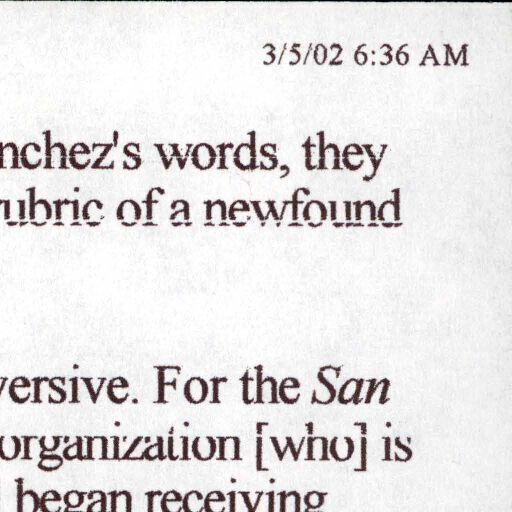 3/5/02 6:36 AM
nchez's words, they
ubric of a newfound
versive. For the San
organization [who] is
began receiving